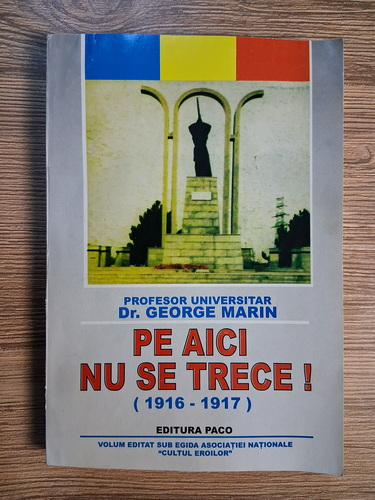 PROFESOR UNIVERSITAR
Dr. GEORGE MARIN
PE AICI
NU SE TRECE !
( 1916 - 1917 )
EDITURA PACO
VOLUM EDITAT SUB EGIDA ASOCIAȚIEI NAȚIONALE
"CULTUL EROILOR"